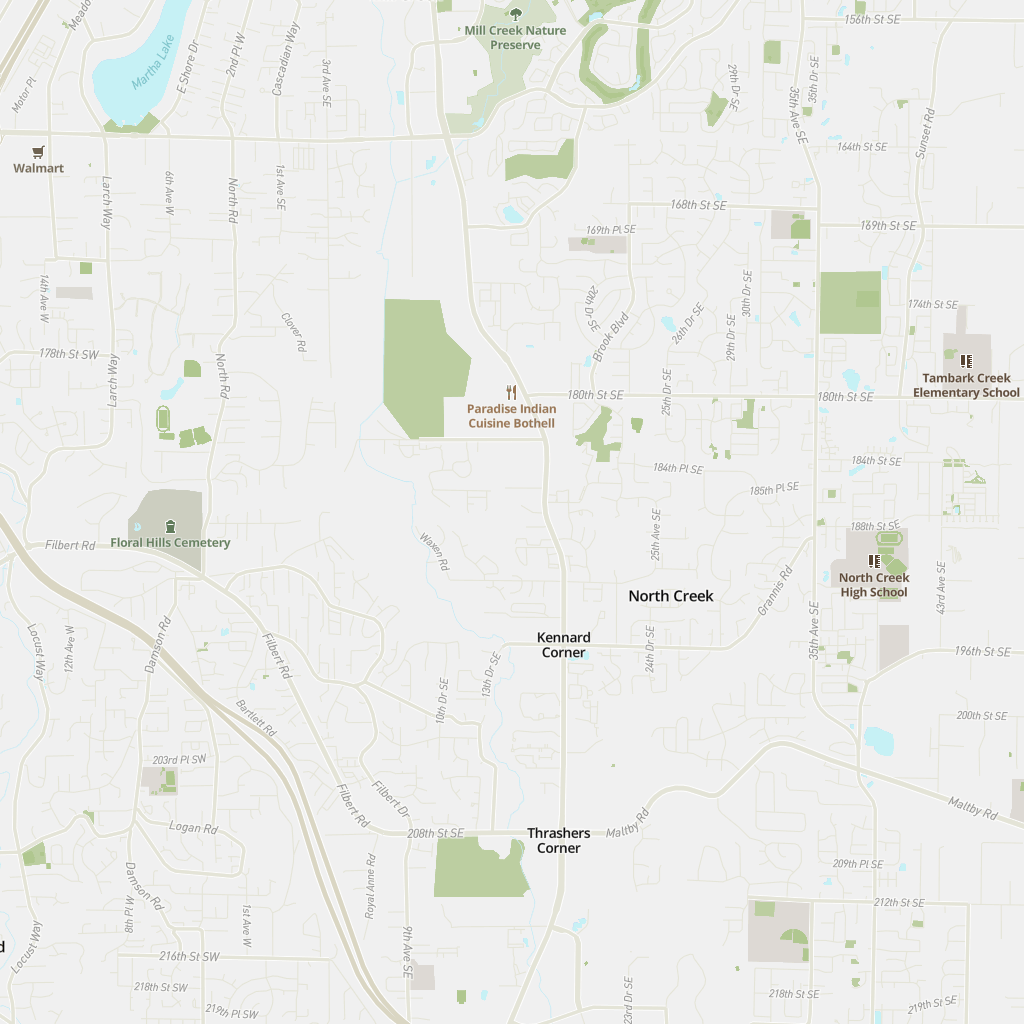 Mill Creek Nature
Preserve
156th St SE
Meado
Martha Lake
E Shore Dr
2nd Pl W
Cascadian Way
3rd Ave SE
Motor Pl
29th Dr SE
35th Dr SE
35th Ave SE
Sunset Rd
164th St SE
Walmart
Larch Way
6th Ave W
North Rd
1st Ave SE
168th St SE
169th St SE
169th Pl SE
14th Ave W
20th Dr SE
Brook Blvd
26th Dr SE
29th Dr SE
30th Dr SE
174th St SE
Clover Rd
178th St SW
Larch Way
North Rd
Tambark Creek
Elementary School
Paradise Indian
Cuisine Bothell
180th St SE
180th St SE
25th Dr SE
184th Pl SE
184th St SE
185th Pl SE
188th St SE
Floral Hills Cemetery
Filbert Rd
Waxen Rd
25th Ave SE
North Creek
High School
43rd Ave SE
Grannis Rd
North Creek
Kennard
Corner
35th Ave SE
196th St SE
Locust Way
12th Ave W
Damson Rd
Filbert Rd
13th Dr SE
24th Dr SE
10th Dr SE
Bartlett Rd
200th St SE
203rd Pl SW
Filbert Rd
Filbert Dr
Maltby Rd
Logan Rd
208th St SE
Thrashers
Corner
Maltby Rd
209th Pl SE
Damson Rd
Royal Anne Rd
8th Pl W
1st Ave W
212th St SE
d
Locust Way
216th St SW
9th Ave SE
218th St SW
219th Pl SW
23rd Dr SE
218th St SE
219th St SE